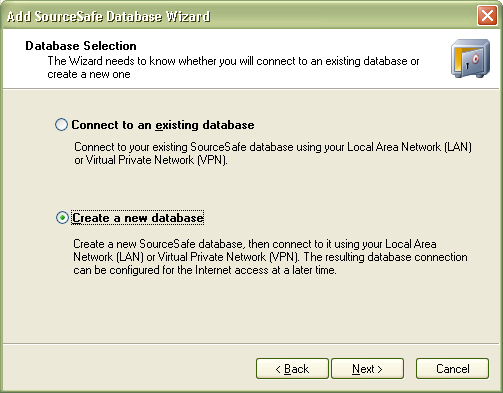 Add SourceSafe Database Wizard
Database Selection
The Wizard needs to know whether you will connect to an existing database or
create a new one
Connect to an existing database
Connect to your existing SourceSafe database using your Local Area Network (LAN)
or Virtual Private Network (VPN).
Create a new database
Create a new SourceSafe database, then connect to it using your Local Area
Network (LAN) or Virtual Private Network (VPN). The resulting database connection
can be configured for the Internet access at a later time.
< Back
Next >
Cancel